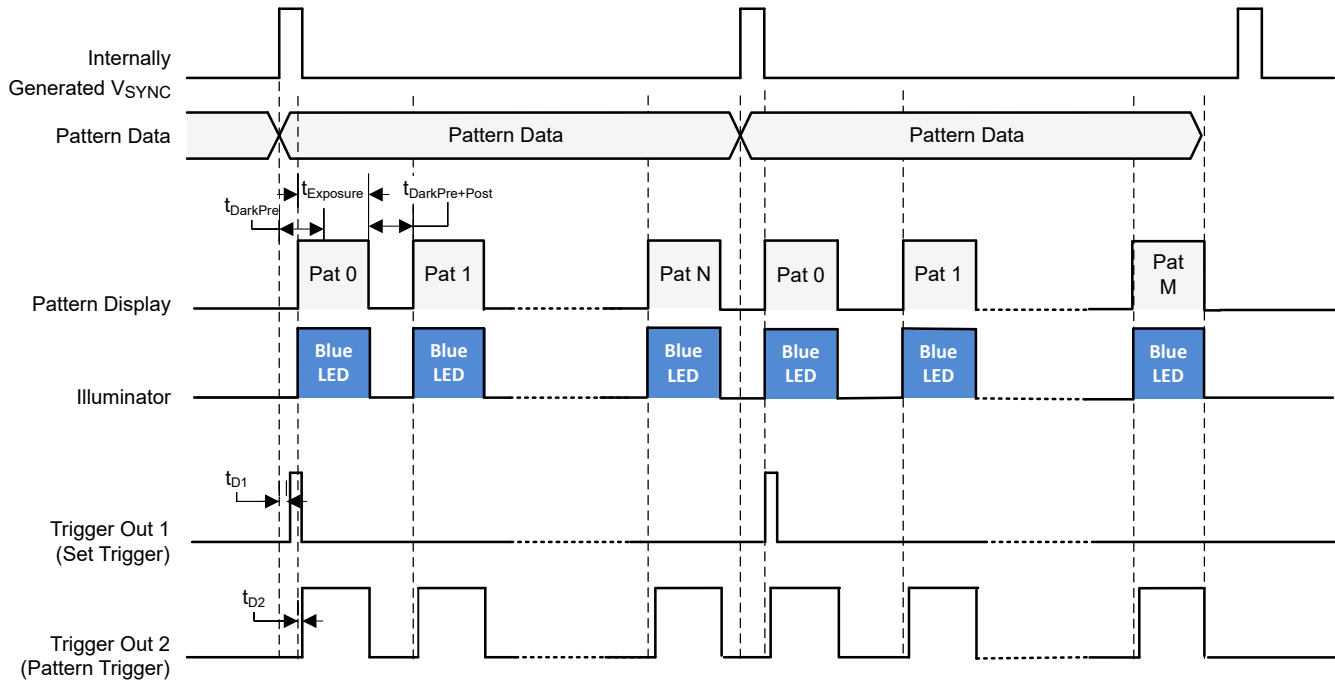 Internally
Generated VSYNC
Pattern Data
Pattern Data
Pattern Data
tExposure
tDarkPre+Post
tDarkPre
Pattern Display
Pat 0
Pat 1
Pat N
Pat 0
Pat 1
Pat
M
Illuminator
Blue
LED
Blue
LED
Blue
LED
Blue
LED
Blue
LED
Blue
LED
tD1
Trigger Out 1
(Set Trigger)
tD2
Trigger Out 2
(Pattern Trigger)